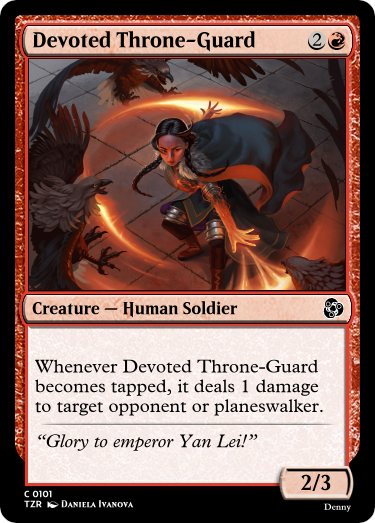 Devoted Throne-Guard 2
Creature — Human Soldier
Whenever Devoted Throne-Guard
becomes tapped, it deals 1 damage
to target opponent or planeswalker.
“Glory to emperor Yan Lei!”
2/3
C 0101
TZR Daniela Ivanova
Denny